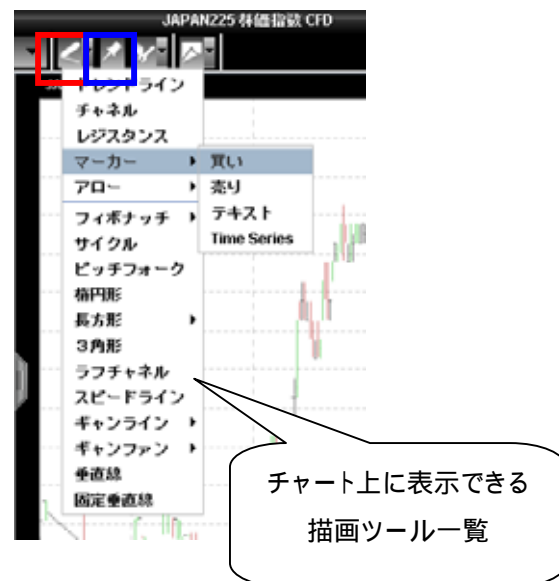 JAPAN225 株価指数 CFD
トレンドライン
チャネル
レジスタンス
マーカー
買い
アロー
売り
テキスト
フィボナッチ
Time Series
サイクル
ピッチフォーク
楕円形
長方形
3角形
ラフチャネル
スピードライン
ギャンライン
ギャンファン
垂直線
固定垂直線
チャート上に表示できる
描画ツール一覧